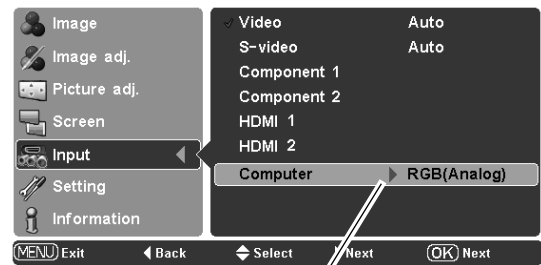 Image
Image adj.
Picture adj.
Screen
Input
Setting
Information
Video Auto
S-video Auto
Component 1
Component 2
HDMI 1
HDMI 2
Computer RGB(Analog)
MENU Exit Back Select Next OK Next